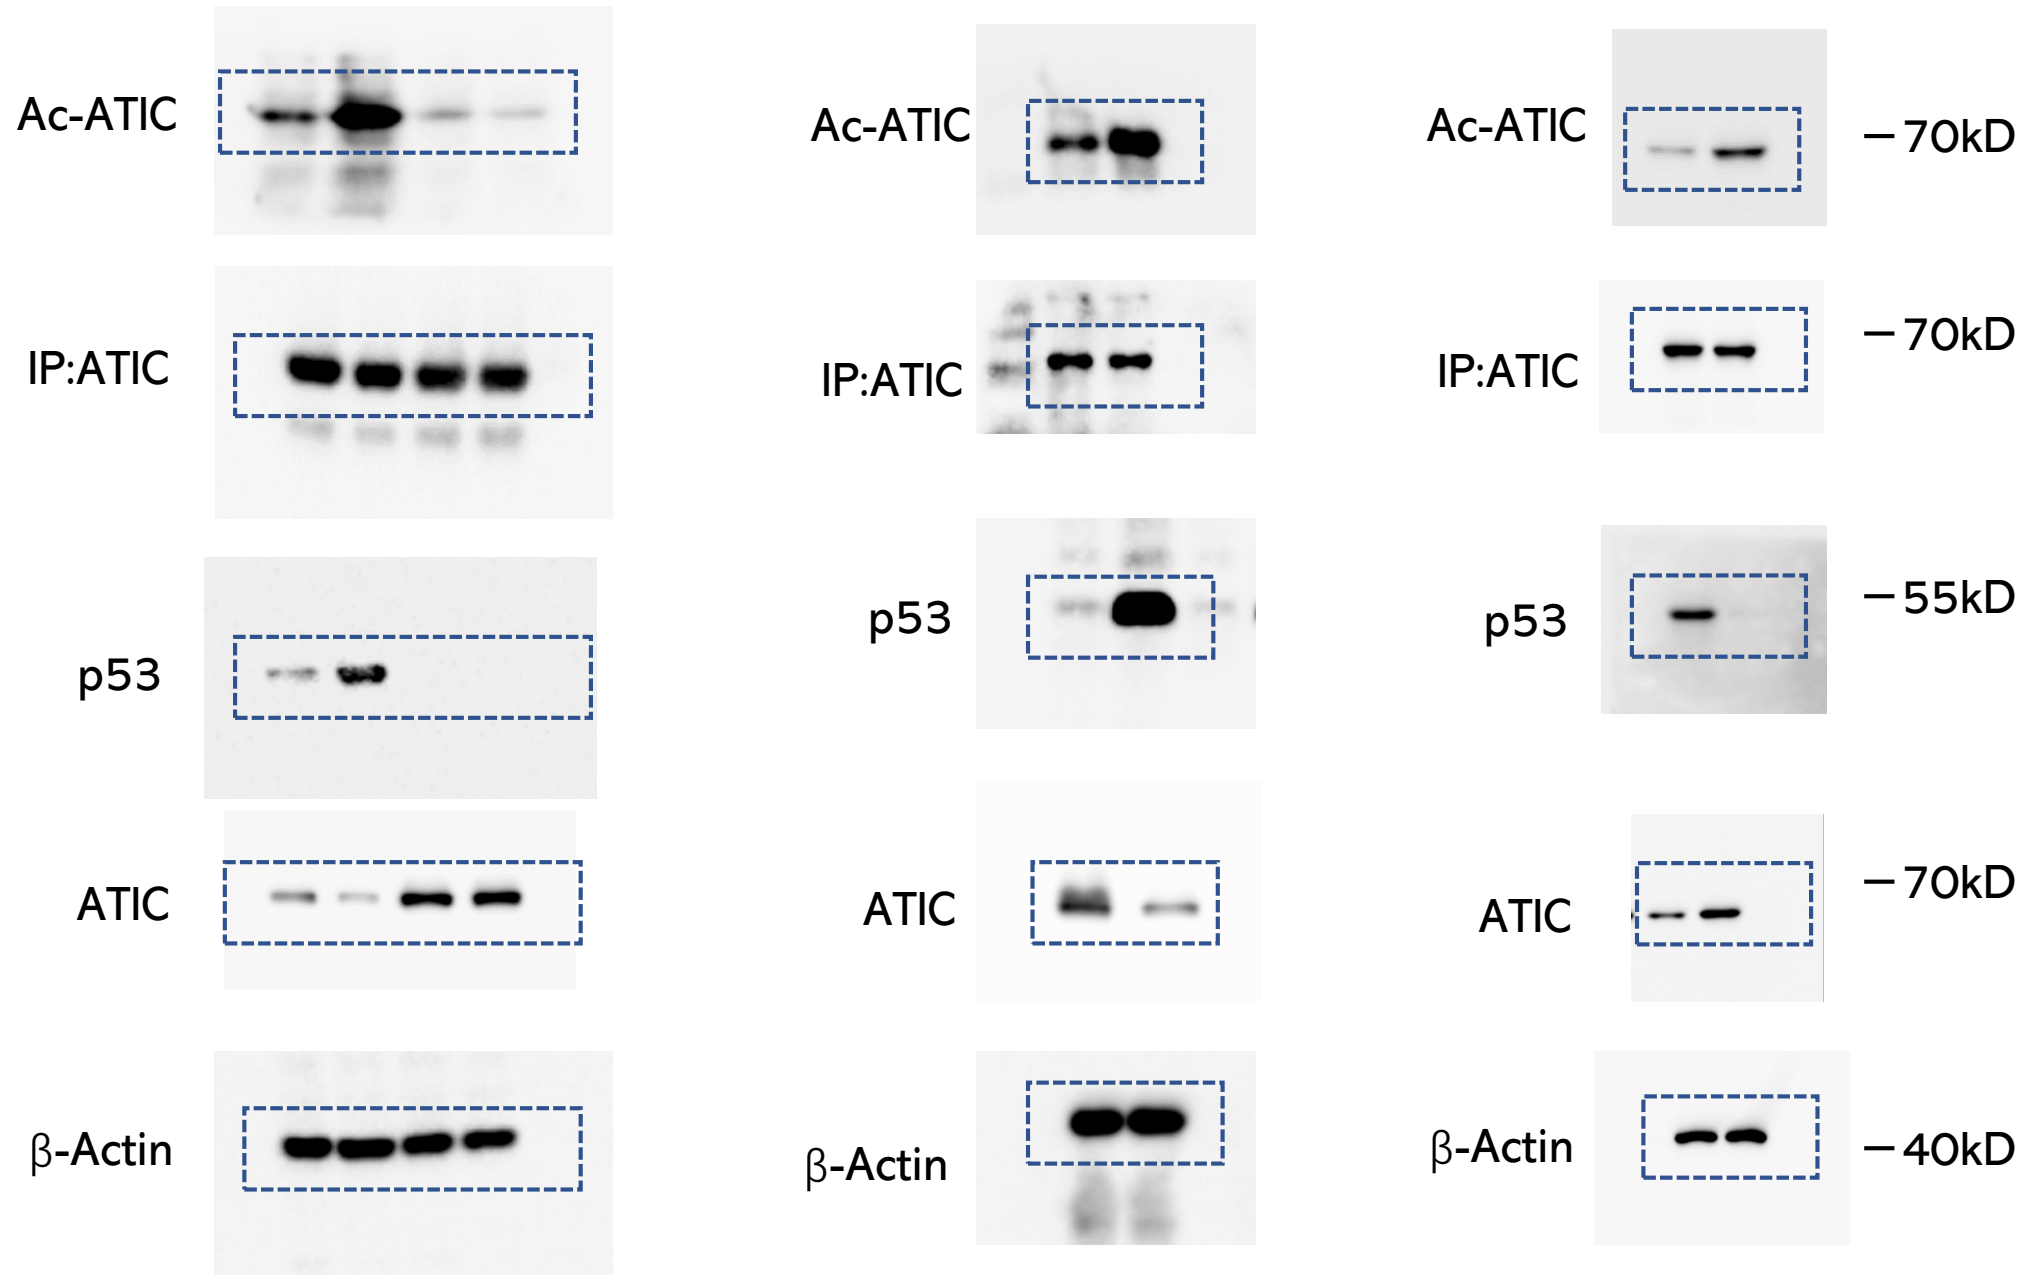 Ac-ATIC
Ac-ATIC
Ac-ATIC
–70kD
IP:ATIC
IP:ATIC
IP:ATIC
–70kD
p53
p53
p53
–55kD
ATIC
ATIC
ATIC
–70kD
β-Actin
β-Actin
β-Actin
–40kD